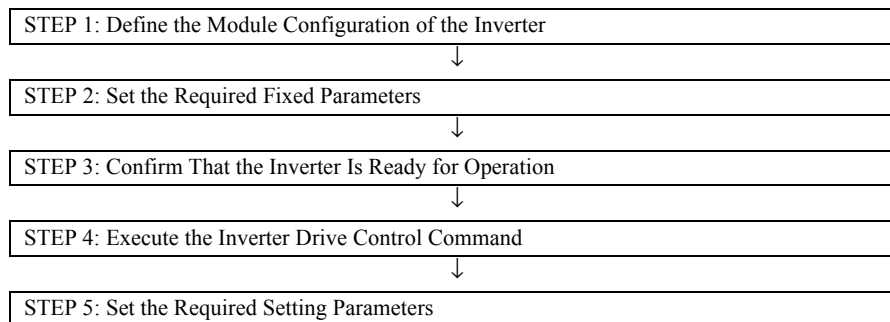 STEP 1: Define the Module Configuration of the Inverter
↓
STEP 2: Set the Required Fixed Parameters
↓
STEP 3: Confirm That the Inverter Is Ready for Operation
↓
STEP 4: Execute the Inverter Drive Control Command
↓
STEP 5: Set the Required Setting Parameters